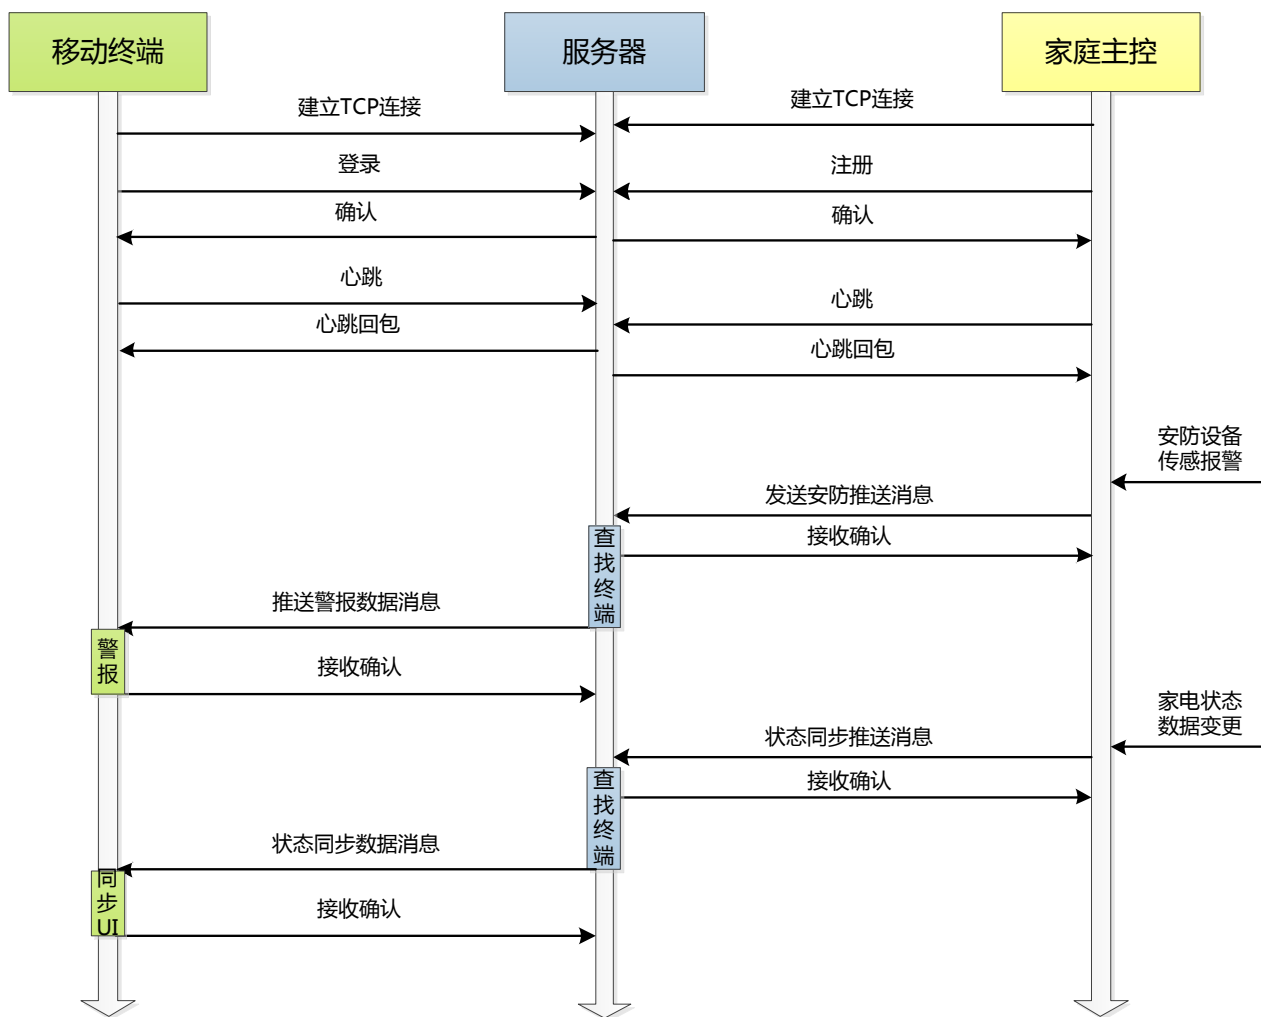 移动终端
服务器
家庭主控
建立TCP连接
建立TCP连接
登录
注册
确认
确认
心跳
心跳
心跳回包
心跳回包
安防设备
传感报警
发送安防推送消息
接收确认
查
找
终
端
推送警报数据消息
警
报
接收确认
家电状态
数据变更
状态同步推送消息
接收确认
查
找
终
端
状态同步数据消息
同
步
UI
接收确认